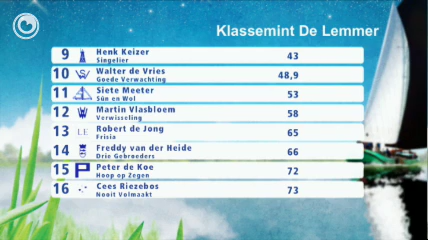 Klassemint De Lemmer
9 Henk Keizer 43
Singelier
10 Walter de Vries 48,9
Goede Verwachting
11 Siete Meeter 53
Sùn en Wol
12 Martin Vlasbloem 58
Verwisseling
13 LE Robert de Jong 65
Frisia
14 Freddy van der Heide 66
Drie Gebroeders
15 P Peter de Koe 72
Hoop op Zegen
16 Cees Riezebos 73
Nooit Volmaakt